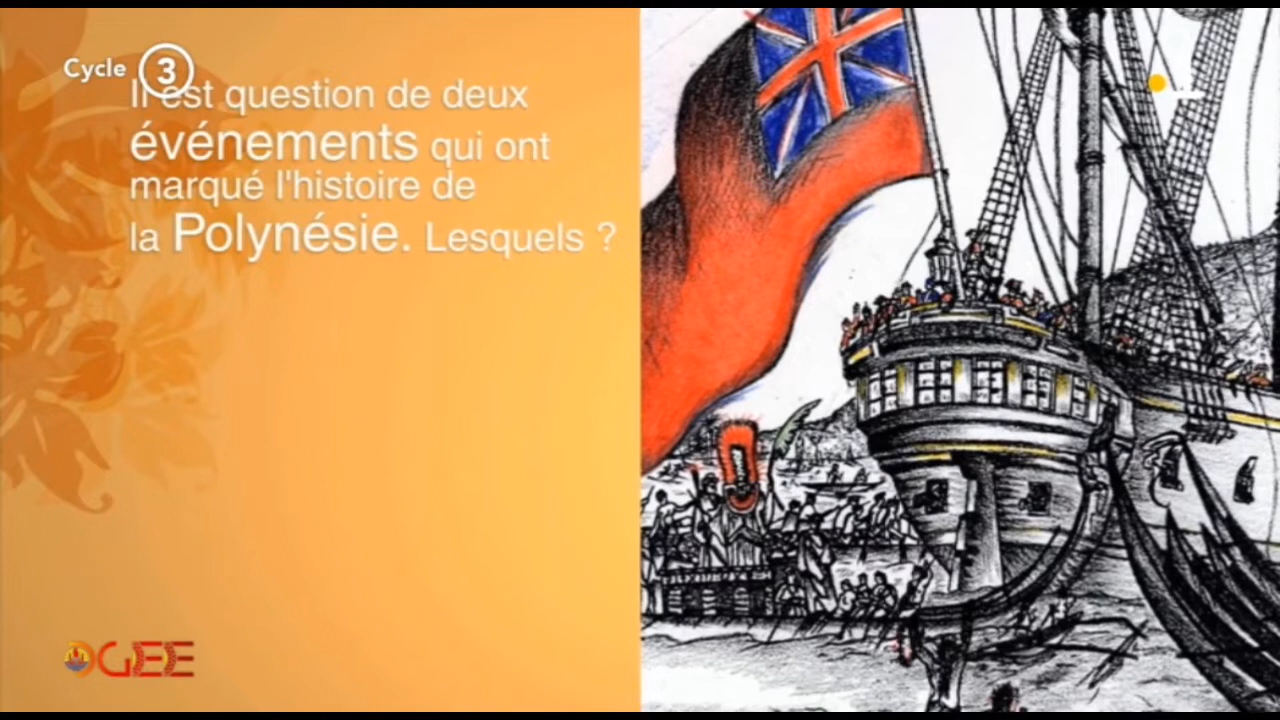 Cycle 3
Il est question de deux
événements qui ont
marqué l'histoire de
la Polynésie. Lesquels ?
DGEE